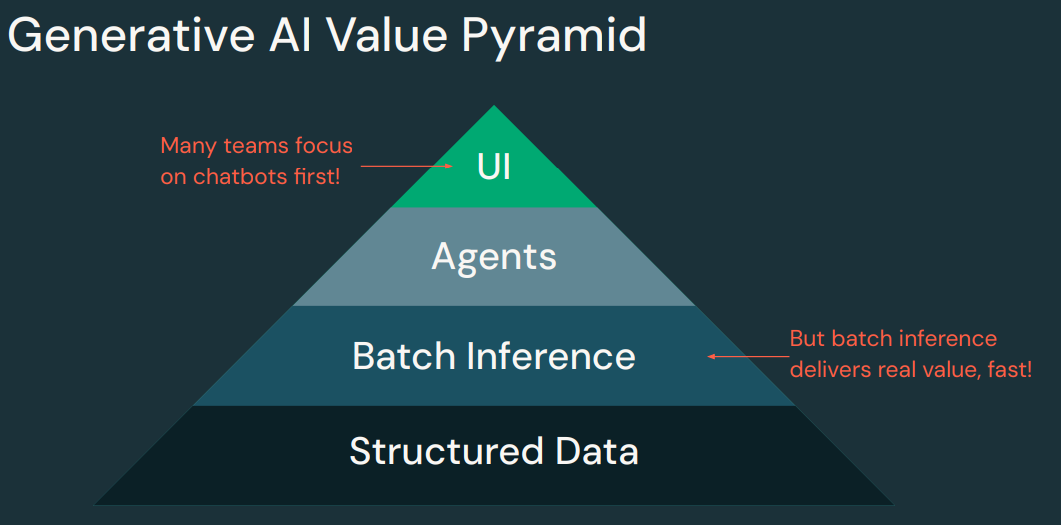 Generative AI Value Pyramid
Many teams focus
on chatbots first!
UI
Agents
Batch Inference
But batch inference
delivers real value, fast!
Structured Data